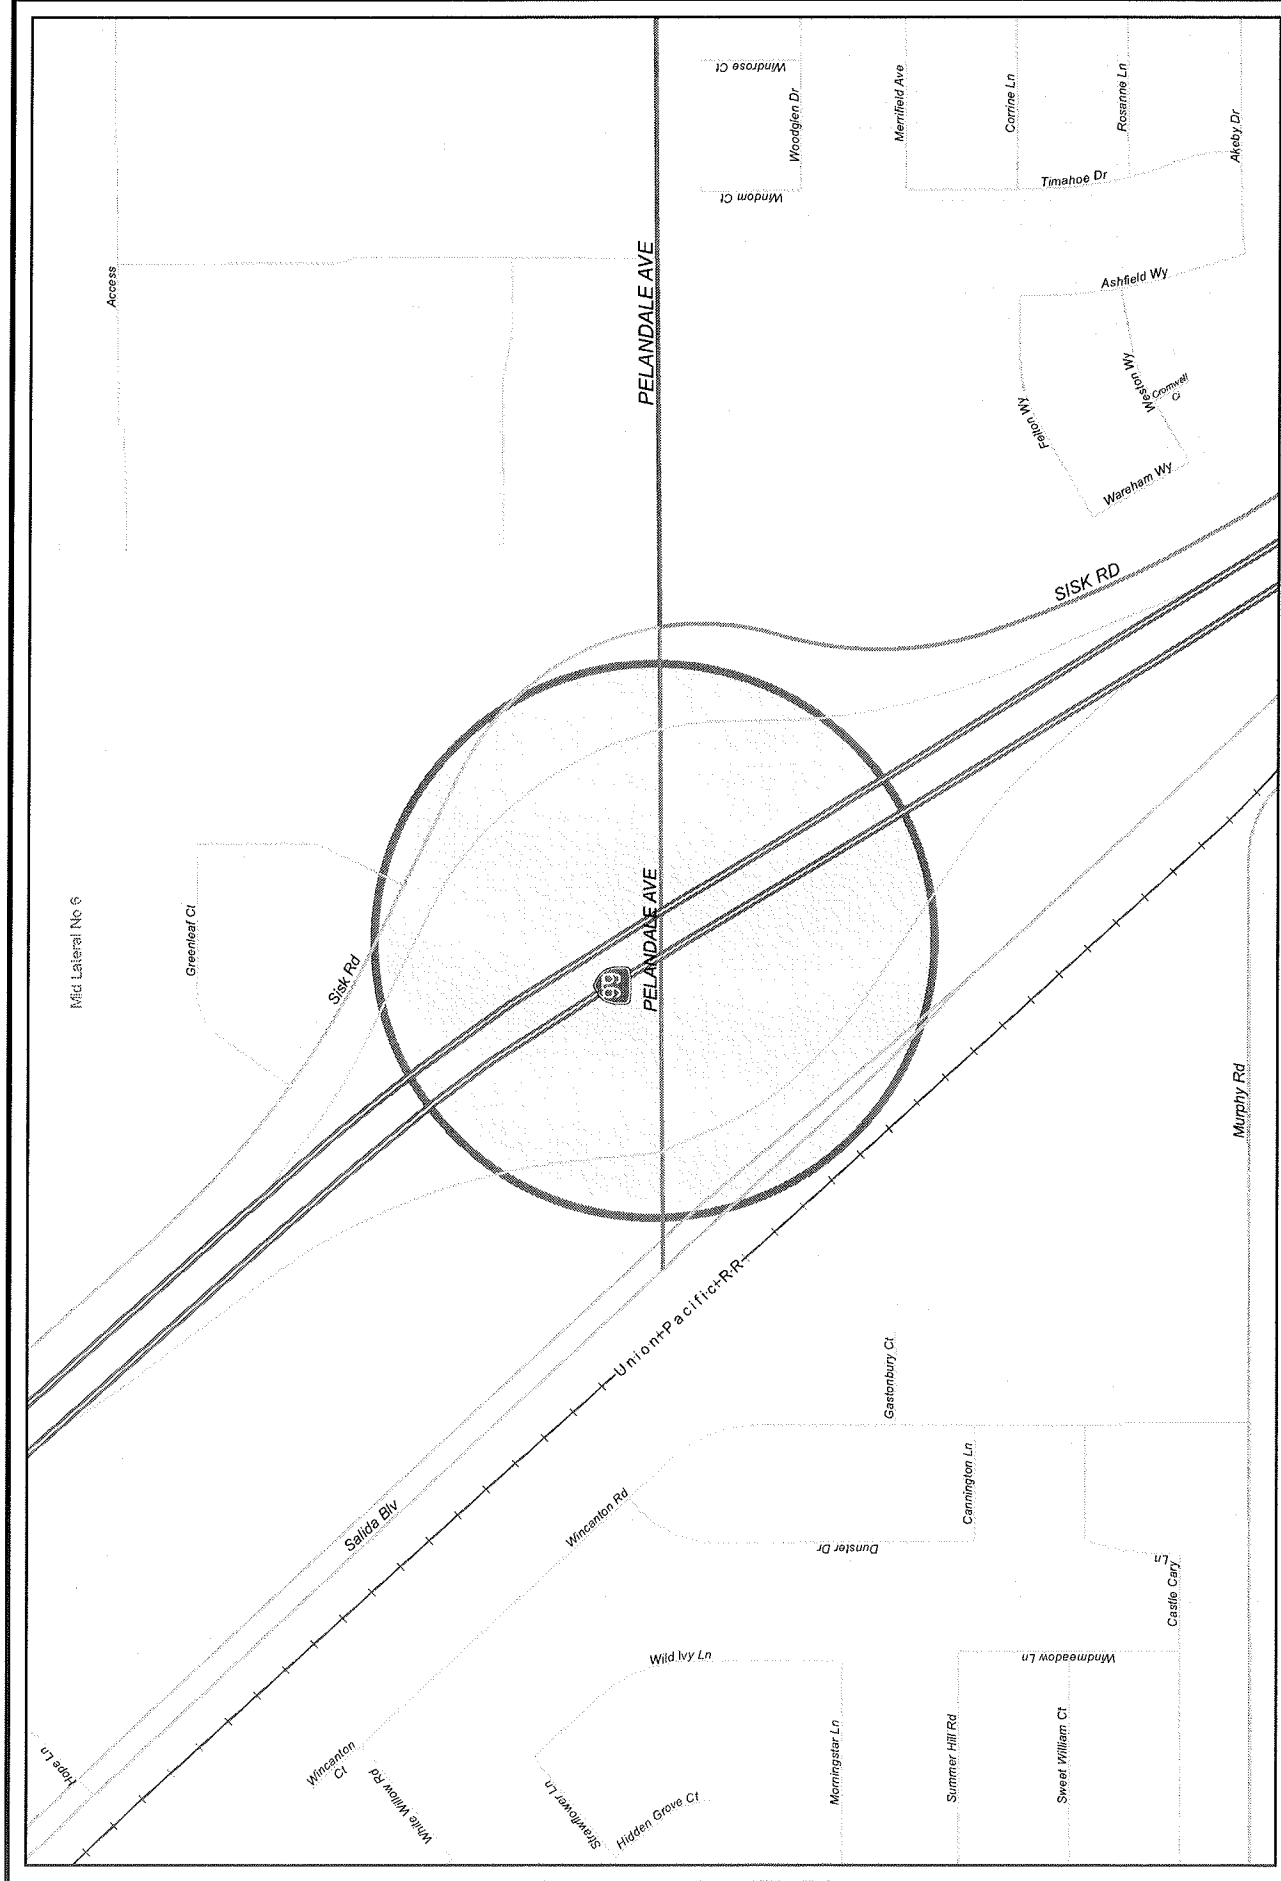 Hope Ln
Salida Blv
Wincanton
Ct
White Willow Rd
Strawflower Ln
Hidden Grove Ct
Wild Ivy Ln
Morningstar Ln
Summer Hill Rd
Sweet William Ct
Windmeadow Ln
Castle Cary
Ln
Wincanton Rd
Dunster Dr
Cannington Ln
Gastonbury Ct
Union Pacific RR
Murphy Rd
Mid Lateral No 6
Greenleaf Ct
Sisk Rd
99
PELANDALE AVE
PELANDALE AVE
SISK RD
Access
Windrose Ct
Windom Ct
Woodglen Dr
Merrifield Ave
Corrine Ln
Rosanne Ln
Akeby Dr
Timahoe Dr
Ashfield Wy
Felton Wy
Weston Wy
Cromwell
Ct
Wareham Wy